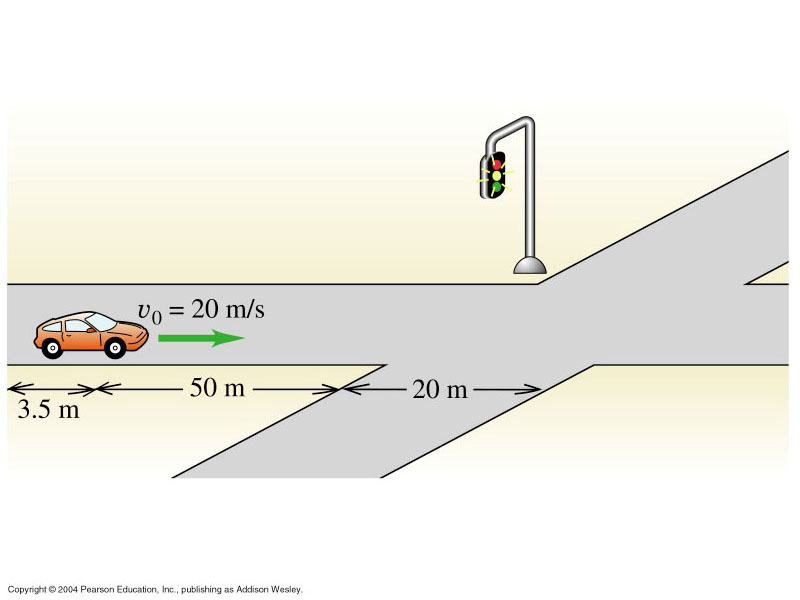 v₀ = 20 m/s
50 m
20 m
3.5 m
Copyright © 2004 Pearson Education, Inc., publishing as Addison Wesley.